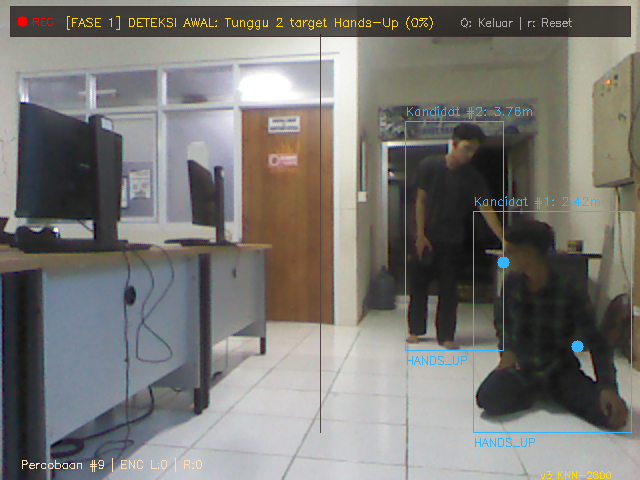 REC [FASE 1] DETEKSI AWAL: Tunggu 2 target Hands-Up (0%) Q: Keluar | r: Reset
Kandidat #2: 3.76m
Kandidat #1: 2.42m
HANDS_UP
HANDS_UP
Percobaan #9 | ENC L:0 | R:0